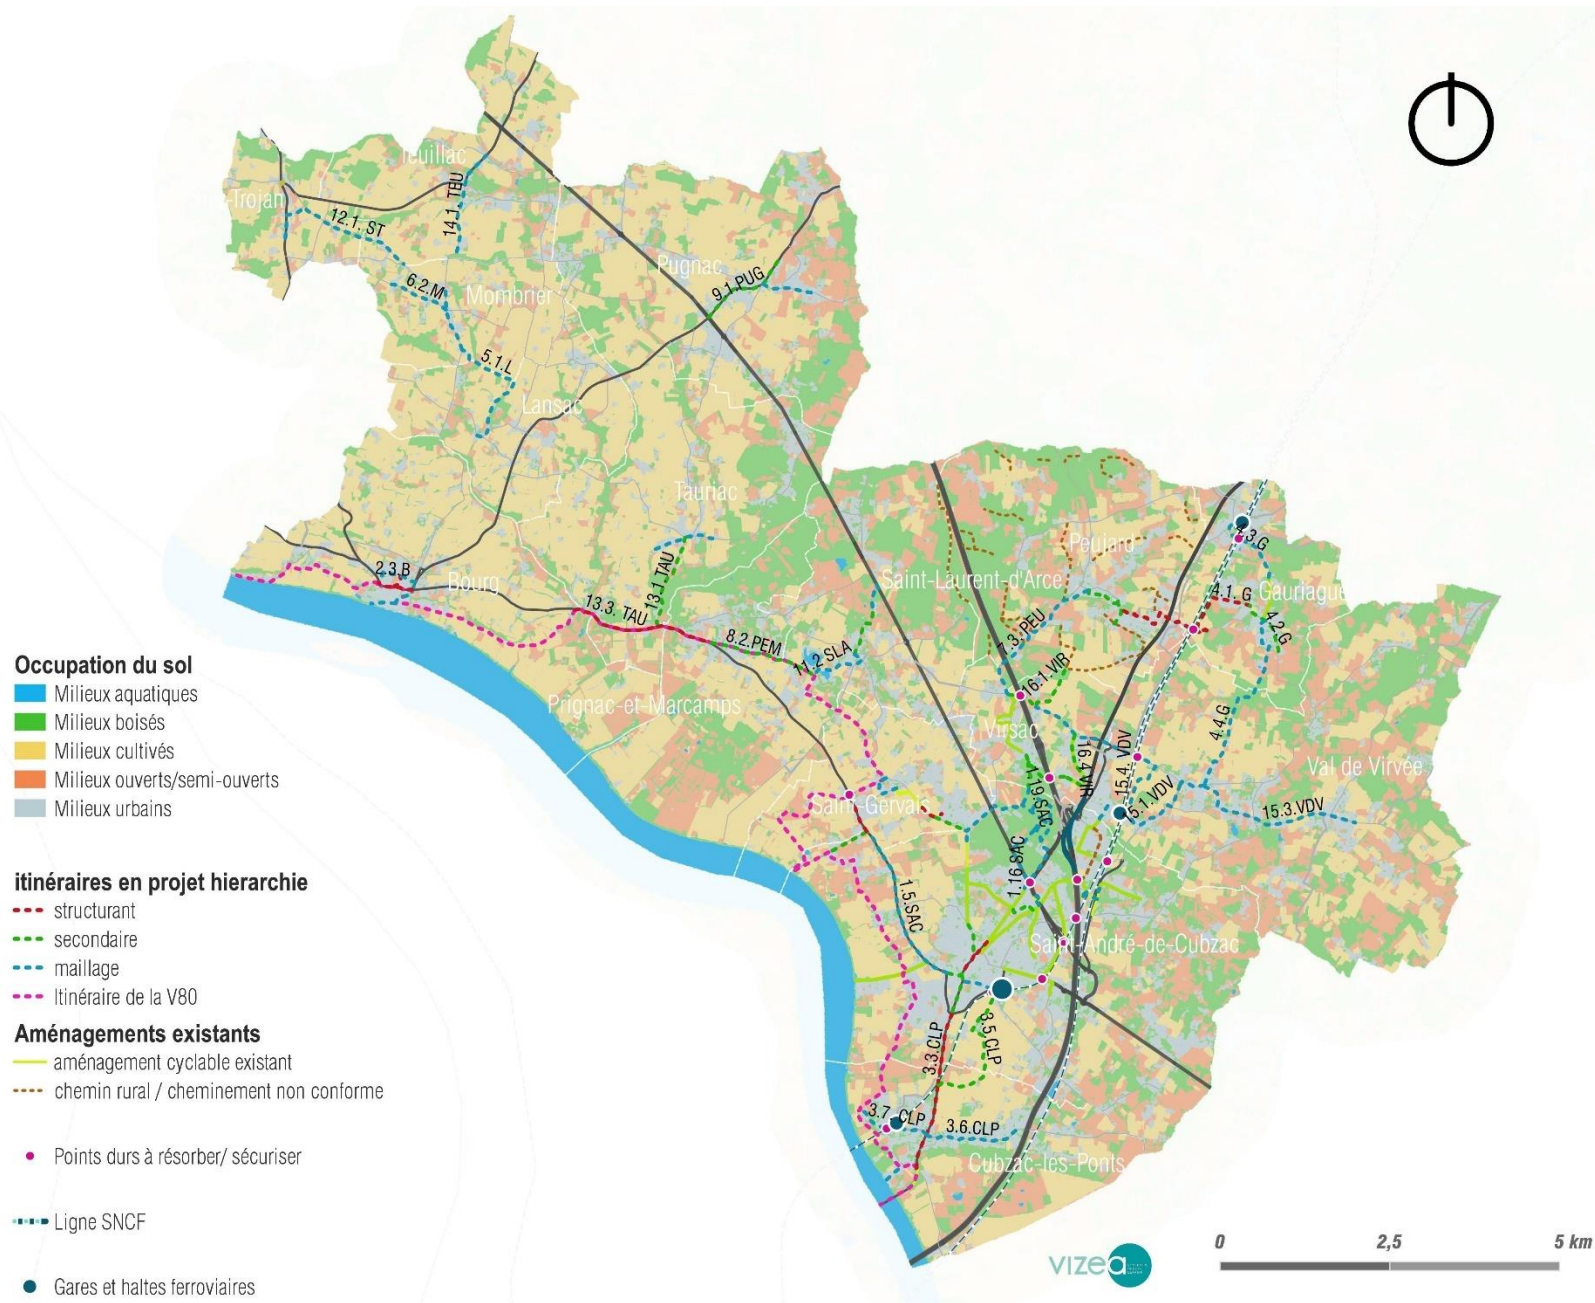 Teuillac
-Trojan
12.1. ST
14.1. TEU
Pugnac
9.1.PUG
6.2.M
Mombrier
5.1.L
Lansac
Tauriac
4.3.G
Peujard
Saint-Laurent-d'Arce
2.3.B
Bourg
13.1.TAU
4.1. G
Gauriague
13.3. TAU
4.2.G
8.2.PEM
7.3.PEU
11.2.SLA
16.1.VIR
Prignac-et-Marcamps
4.4.G
Virsac
16.4.VIR
15.4. VDV
Val de Virvée
1.19.SAC
Saint-Gervais
15.1.VDV
15.3.VDV
1.16.SAC
1.5.SAC
Saint-André-de-Cubzac
3.5.CLP
3.3.CLP
3.7.CLP
3.6.CLP
Cubzac-les-Ponts
Occupation du sol
Milieux aquatiques
Milieux boisés
Milieux cultivés
Milieux ouverts/semi-ouverts
Milieux urbains
itinéraires en projet hierarchie
structurant
secondaire
maillage
Itinéraire de la V80
Aménagements existants
aménagement cyclable existant
chemin rural / cheminement non conforme
Points durs à résorber/ sécuriser
Ligne SNCF
Gares et haltes ferroviaires
vizea
0 2,5 5 km